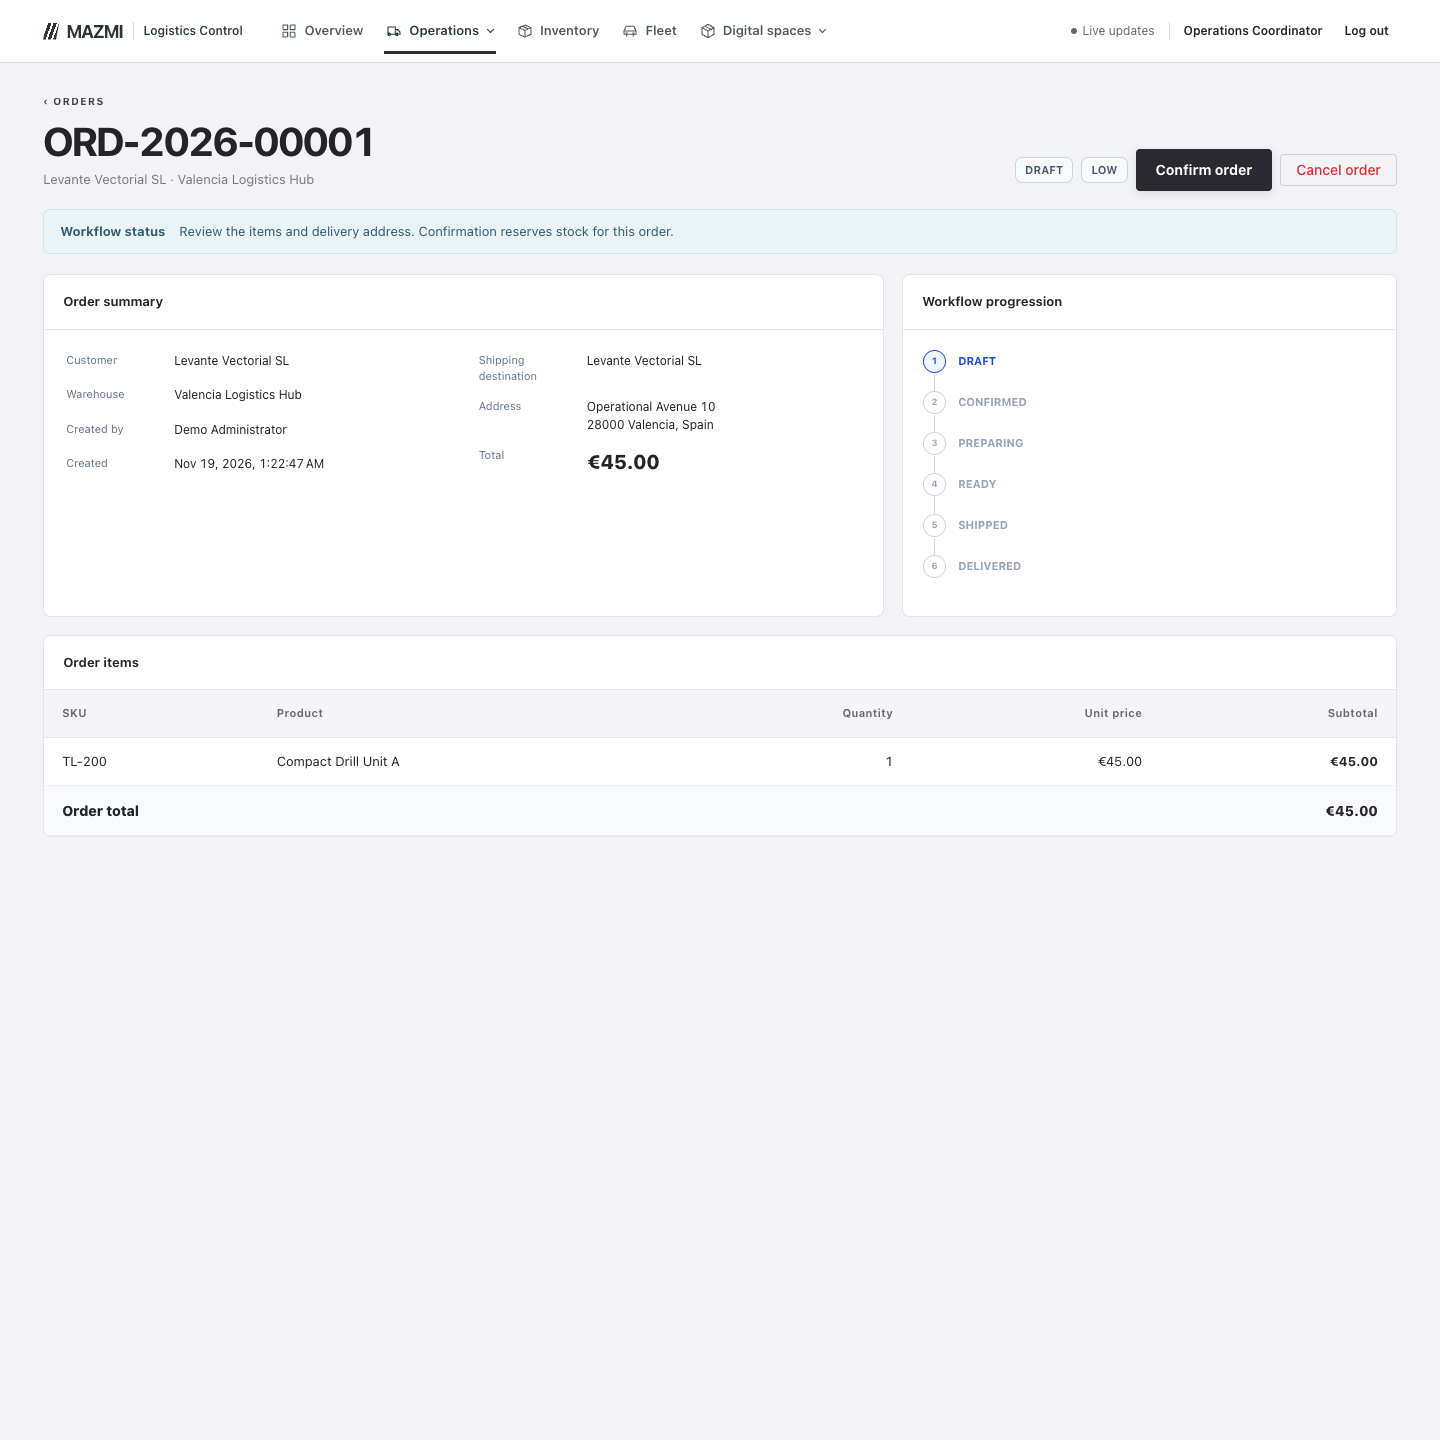 MAZMI
Logistics Control
Overview
Operations
Inventory
Fleet
Digital spaces
Live updates
Operations Coordinator
Log out
‹ ORDERS
ORD-2026-00001
Levante Vectorial SL · Valencia Logistics Hub
DRAFT
LOW
Confirm order
Cancel order
Workflow status Review the items and delivery address. Confirmation reserves stock for this order.
Order summary
Customer Levante Vectorial SL
Warehouse Valencia Logistics Hub
Created by Demo Administrator
Created Nov 19, 2026, 1:22:47 AM
Shipping destination Levante Vectorial SL
Address Operational Avenue 10
28000 Valencia, Spain
Total €45.00
Workflow progression
1 DRAFT
2 CONFIRMED
3 PREPARING
4 READY
5 SHIPPED
6 DELIVERED
Order items
SKU Product Quantity Unit price Subtotal
TL-200 Compact Drill Unit A 1 €45.00 €45.00
Order total €45.00